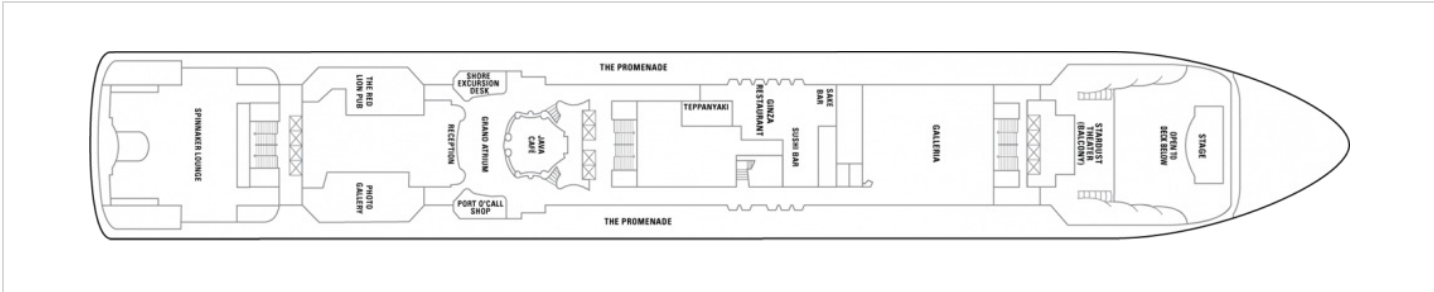 SPINNAKER LOUNGE
THE RED
LION PUB
PHOTO
GALLERY
RECEPTION
SHORE
EXCURSION
DESK
GRAND ATRIUM
PORT O'CALL
SHOP
JAVA
CAFÉ
THE PROMENADE
THE PROMENADE
TEPPANYAKI
GINZA
RESTAURANT
SUSHI BAR
SAKE
BAR
GALLERIA
STARDUST
THEATER
(BALCONY)
OPEN TO
DECK BELOW
STAGE